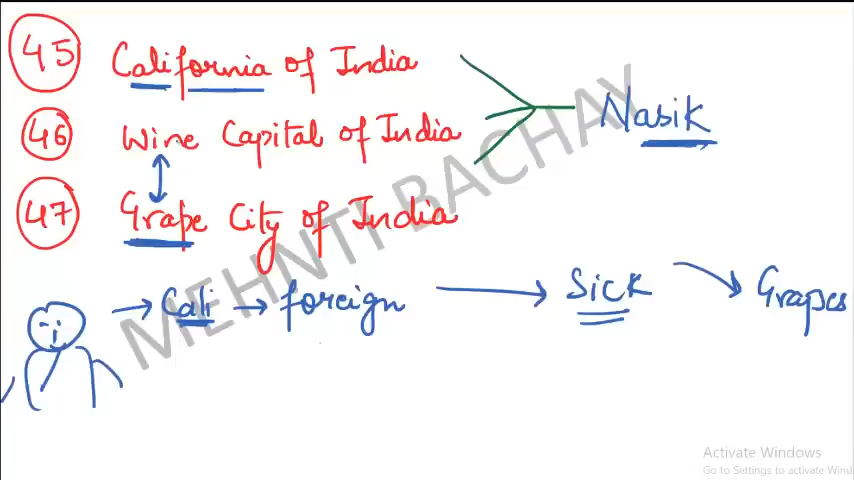 45 California of India
46 Wine Capital of India
Nasik
47 Grape City of India
Cali → foreign → Sick → Grapes
MEHNTI BACHAY
Activate Windows
Go to Settings to activate Wind